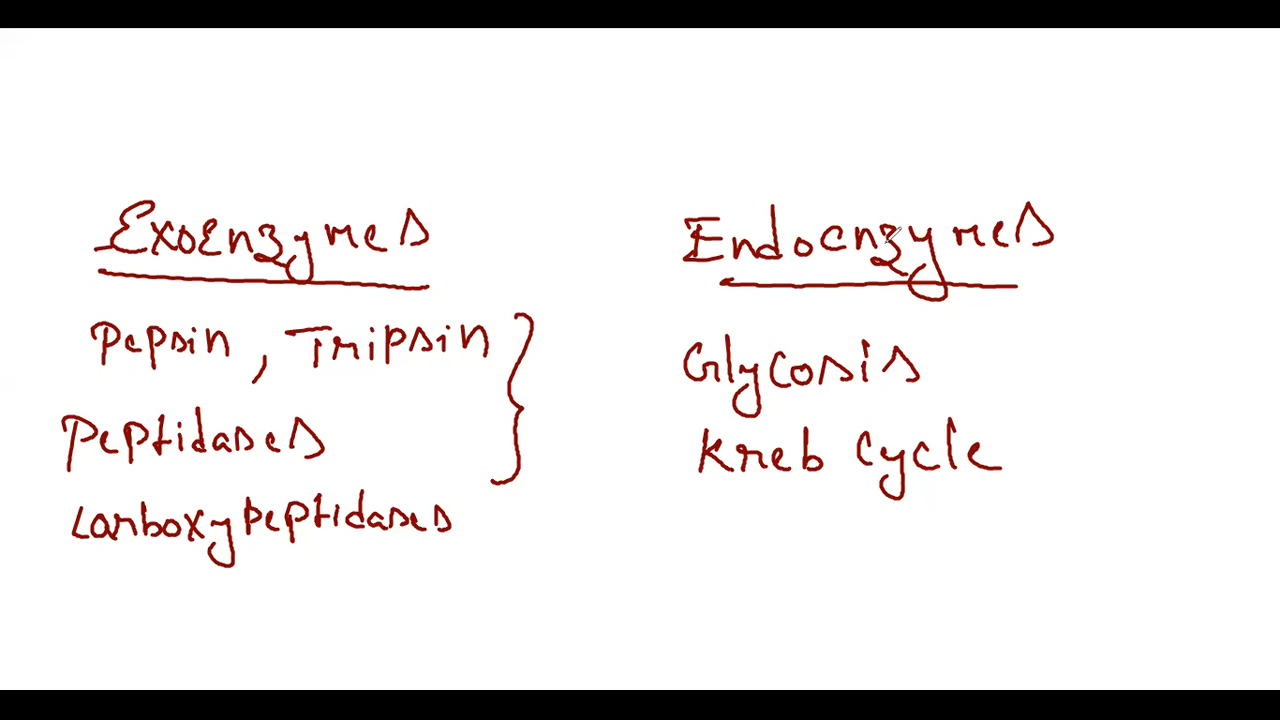 Exoenzymes
Endoenzymes
Pepsin, Tripsin
Glycosis
Peptidases
Kreb cycle
Carboxypeptidases